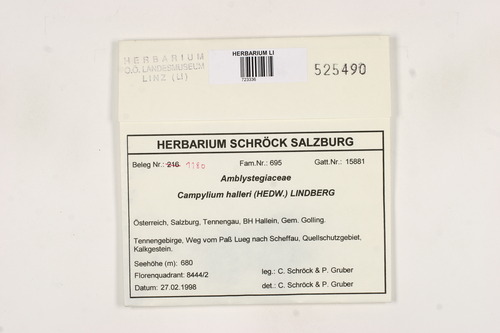 HERBARIUM
O.Ö. LANDESMUSEUM
LINZ (LI)
HERBARIUM LI
723336
525490
HERBARIUM SCHRÖCK SALZBURG
Beleg Nr.: 216 1180 Fam.Nr.: 695 Gatt.Nr.: 15881
Amblystegiaceae
Campylium halleri (HEDW.) LINDBERG
Österreich, Salzburg, Tennengau, BH Hallein, Gem. Golling.
Tennengebirge, Weg vom Paß Lueg nach Scheffau, Quellschutzgebiet,
Kalkgestein.
Seehöhe (m): 680
Florenquadrant: 8444/2 leg.: C. Schröck & P. Gruber
Datum: 27.02.1998 det.: C. Schröck & P. Gruber